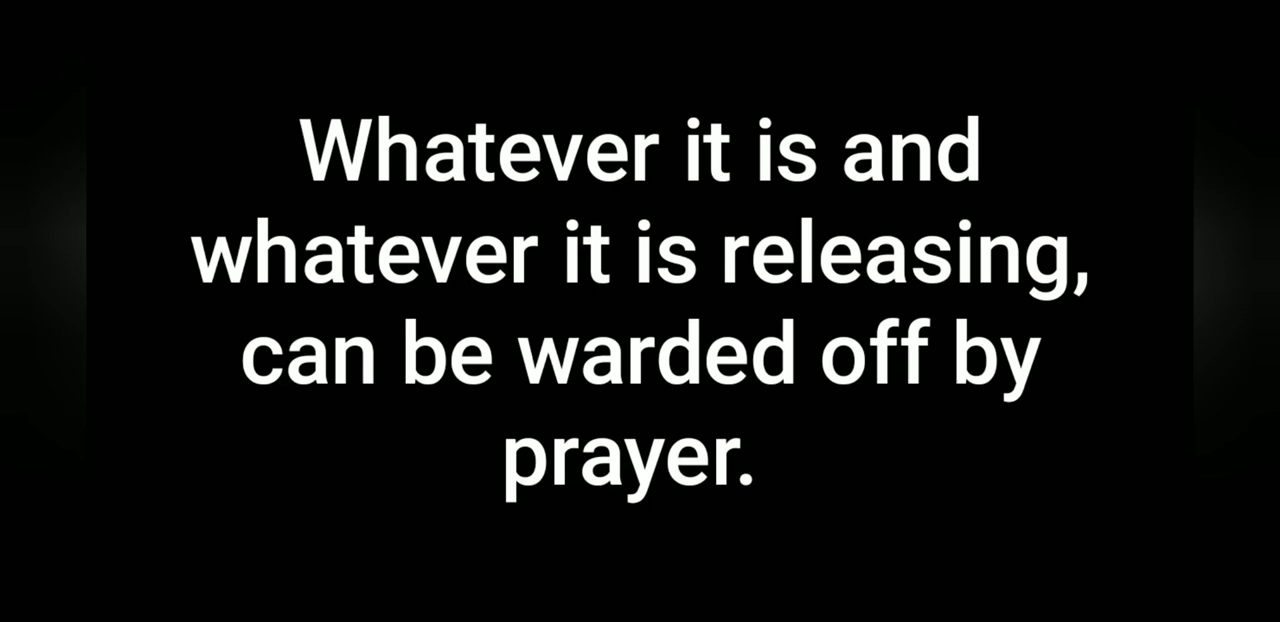 Whatever it is and
whatever it is releasing,
can be warded off by
prayer.